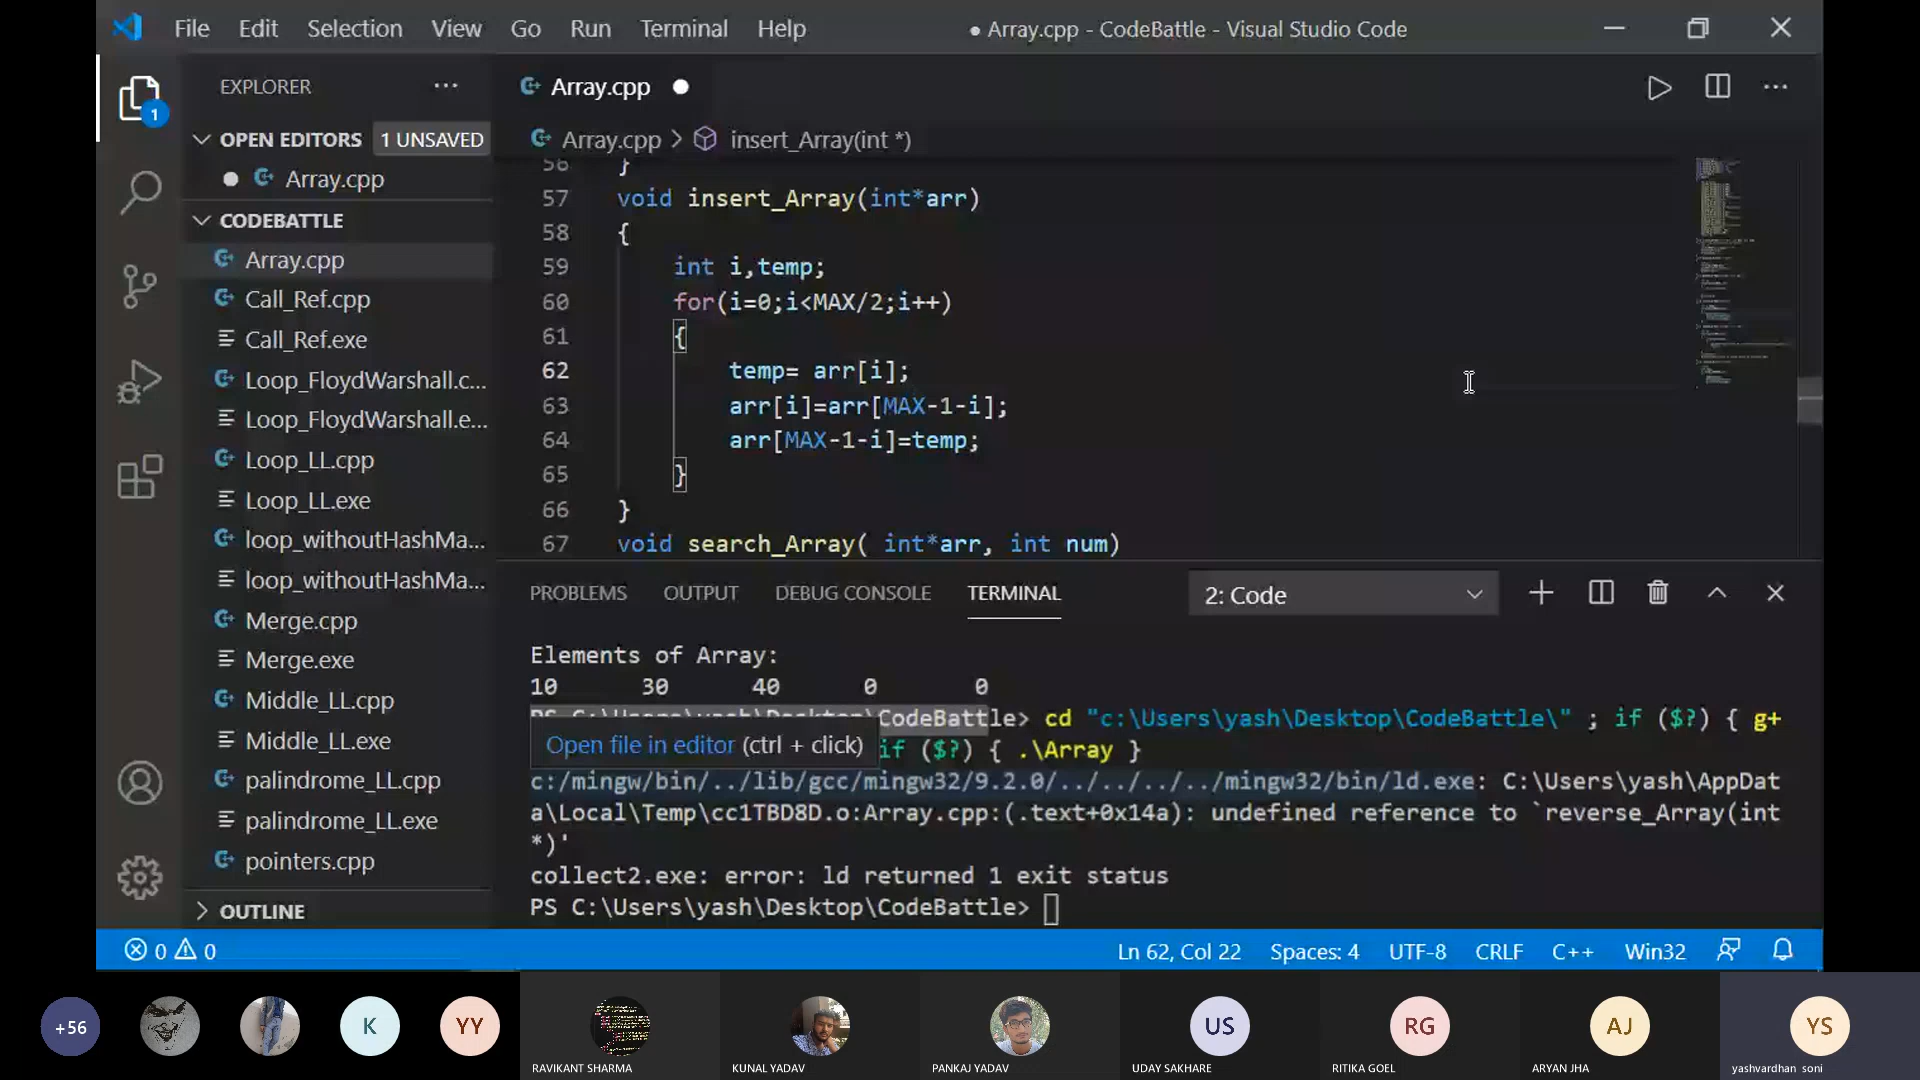 File Edit Selection View Go Run Terminal Help
● Array.cpp - CodeBattle - Visual Studio Code
EXPLORER
OPEN EDITORS 1 UNSAVED
Array.cpp
CODEBATTLE
Array.cpp
Call_Ref.cpp
Call_Ref.exe
Loop_FloydWarshall.c...
Loop_FloydWarshall.e...
Loop_LL.cpp
Loop_LL.exe
loop_withoutHashMa...
loop_withoutHashMa...
Merge.cpp
Merge.exe
Middle_LL.cpp
Middle_LL.exe
palindrome_LL.cpp
palindrome_LL.exe
pointers.cpp
OUTLINE
1
Array.cpp
Array.cpp > insert_Array(int *)
56 }
57 void insert_Array(int*arr)
58 {
59 int i,temp;
60 for(i=0;i<MAX/2;i++)
61 {
62 temp= arr[i];
63 arr[i]=arr[MAX-1-i];
64 arr[MAX-1-i]=temp;
65 }
66 }
67 void search_Array( int*arr, int num)
PROBLEMS OUTPUT DEBUG CONSOLE TERMINAL 2: Code
Elements of Array:
10 30 40 0 0
PS C:\Users\yash\Desktop\CodeBattle> cd "c:\Users\yash\Desktop\CodeBattle\" ; if ($?) { g+
Open file in editor (ctrl + click) if ($?) { .\Array }
c:/mingw/bin/../lib/gcc/mingw32/9.2.0/../../../../mingw32/bin/ld.exe: C:\Users\yash\AppDat
a\Local\Temp\cc1TBD8D.o:Array.cpp:(.text+0x14a): undefined reference to `reverse_Array(int
*)'
collect2.exe: error: ld returned 1 exit status
PS C:\Users\yash\Desktop\CodeBattle>
0 0 Ln 62, Col 22 Spaces: 4 UTF-8 CRLF C++ Win32
+56 K YY US RG AJ YS
RAVIKANT SHARMA KUNAL YADAV PANKAJ YADAV UDAY SAKHARE RITIKA GOEL ARYAN JHA yashvardhan soni